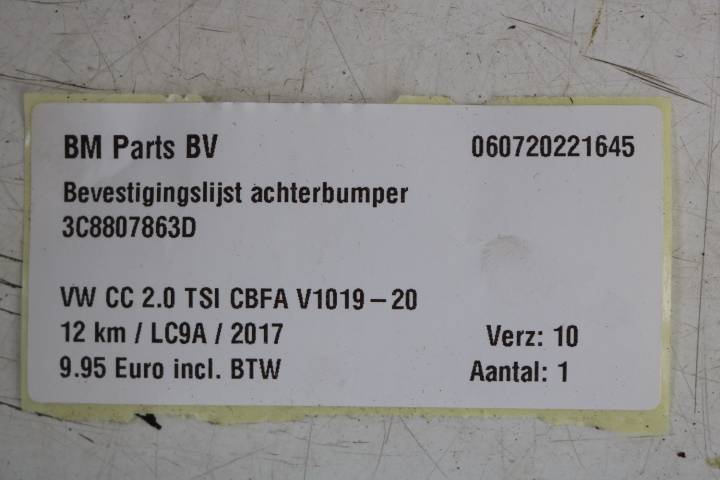 BM Parts BV 060720221645
Bevestigingslijst achterbumper
3C8807863D
VW CC 2.0 TSI CBFA V1019-20
12 km / LC9A / 2017 Verz: 10
9.95 Euro incl. BTW Aantal: 1